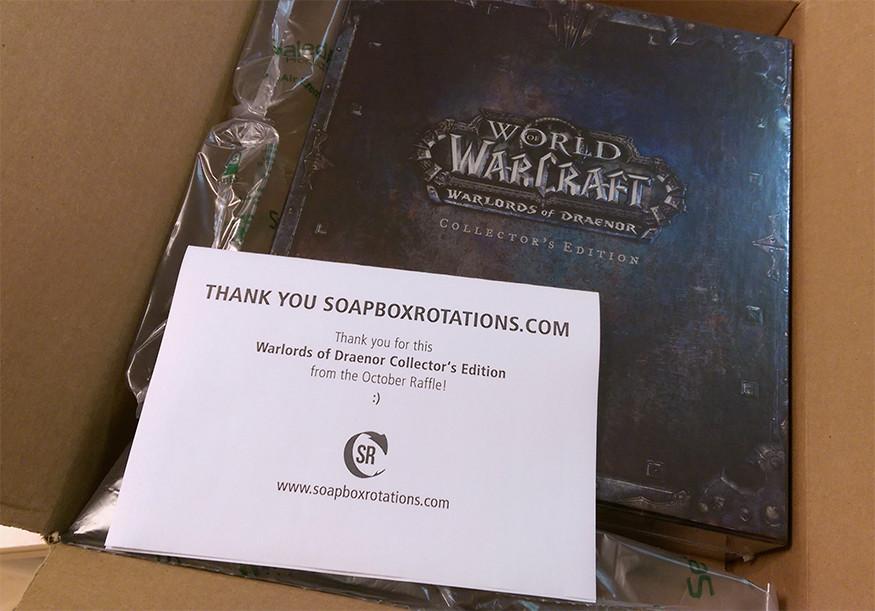 WORLD
OF
WARCRAFT
WARLORDS OF DRAENOR
COLLECTOR'S EDITION
THANK YOU SOAPBOXROTATIONS.COM
Thank you for this
Warlords of Draenor Collector's Edition
from the October Raffle!
:)
SR
www.soapboxrotations.com